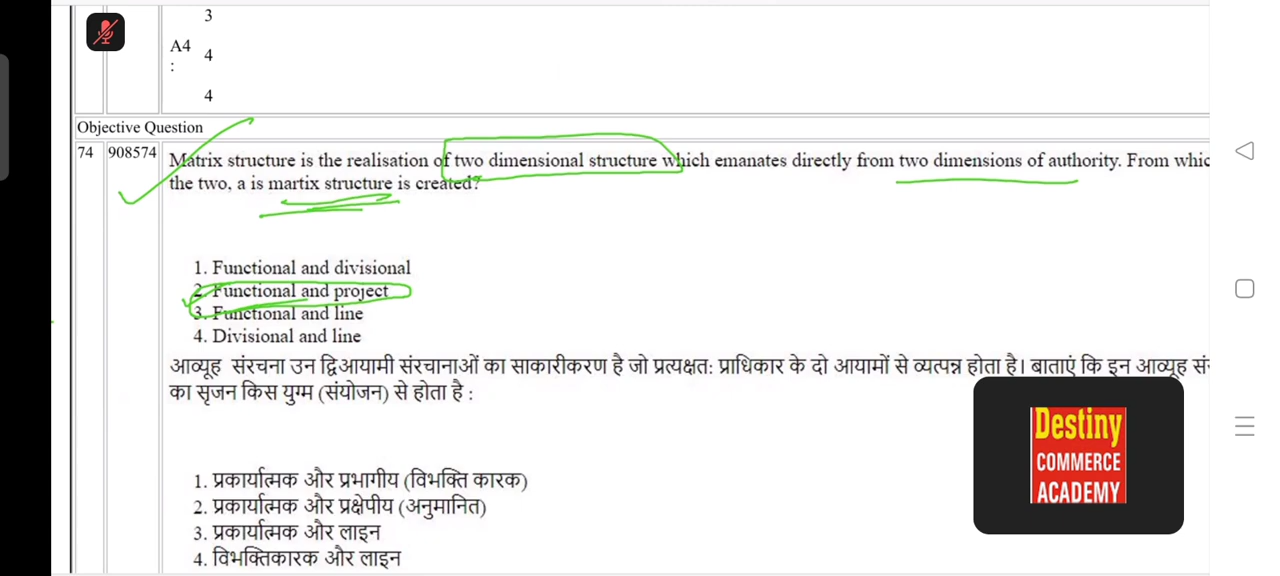 3
A4 4
:
4
Objective Question
74 908574 Matrix structure is the realisation of two dimensional structure which emanates directly from two dimensions of authority. From whic
the two, a is martix structure is created?
1. Functional and divisional
2. Functional and project
3. Functional and line
4. Divisional and line
आव्यूह संरचना उन द्विआयामी संरचानाओं का साकारीकरण है जो प्रत्यक्षत: प्राधिकार के दो आयामों से व्यत्पन्न होता है। बाताएं कि इन आव्यूह सं
का सृजन किस युग्म (संयोजन) से होता है :
1. प्रकार्यात्मक और प्रभागीय (विभक्ति कारक)
2. प्रकार्यात्मक और प्रक्षेपीय (अनुमानित)
3. प्रकार्यात्मक और लाइन
4. विभक्तिकारक और लाइन
Destiny
COMMERCE
ACADEMY